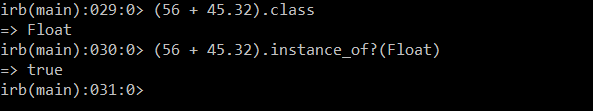 irb(main):029:0> (56 + 45.32).class
=> Float
irb(main):030:0> (56 + 45.32).instance_of?(Float)
=> true
irb(main):031:0>